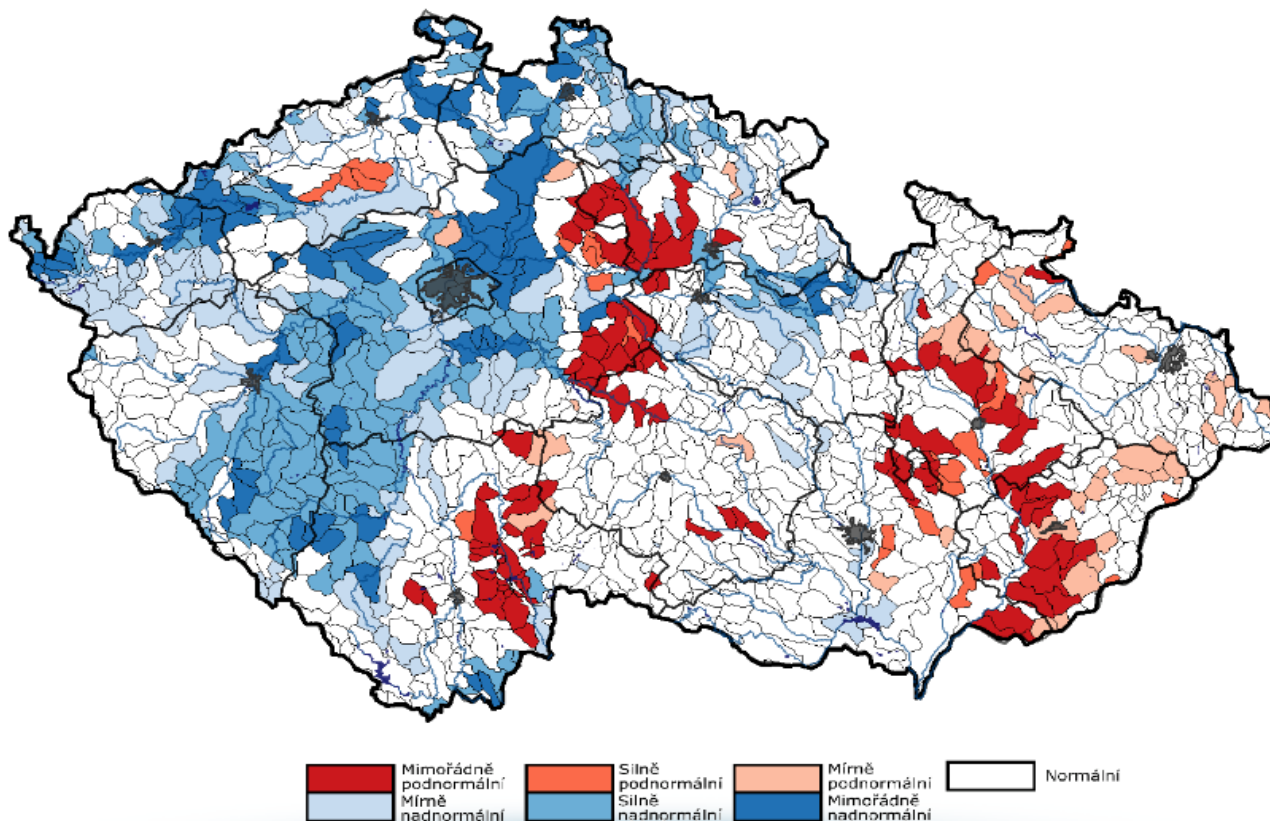 Mimořádně
podnormální
Silně
podnormální
Mírně
podnormální
Normální
Mírně
nadnormální
Silně
nadnormální
Mimořádně
nadnormální